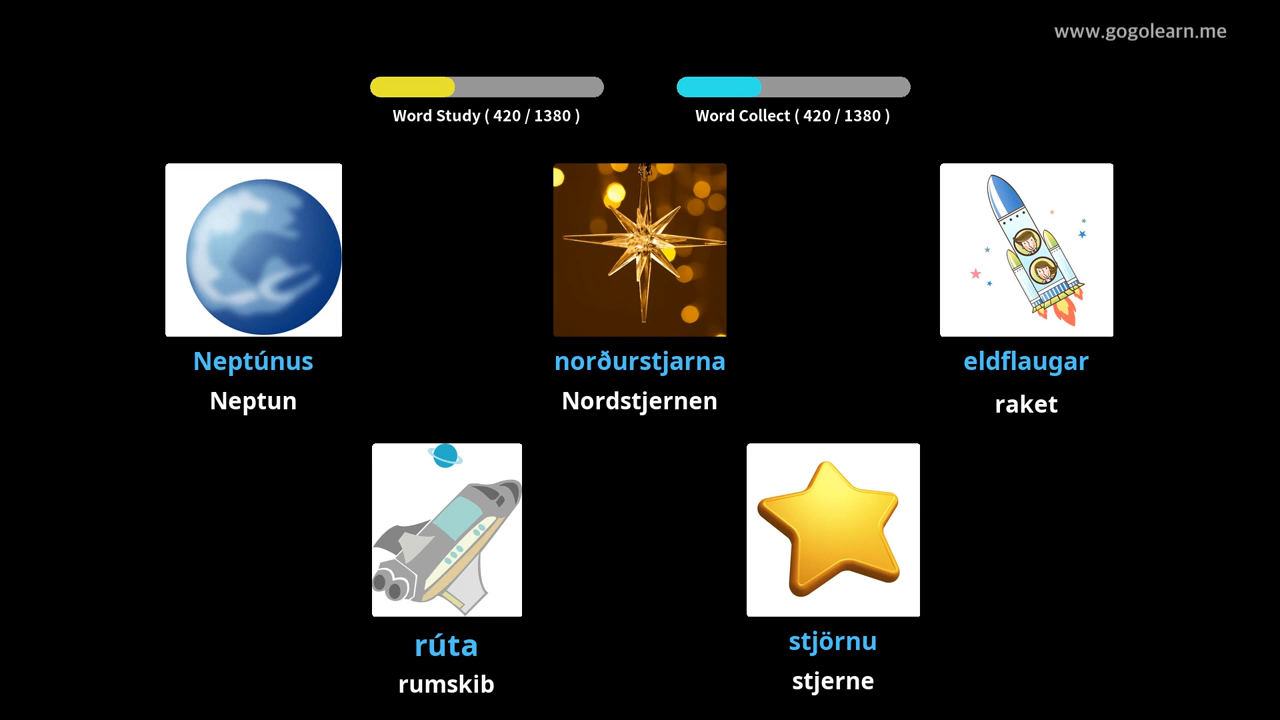 www.gogolearn.me
Word Study ( 420 / 1380 )
Word Collect ( 420 / 1380 )
Neptúnus
Neptun
norðurstjarna
Nordstjernen
eldflaugar
raket
rúta
rumskib
stjörnu
stjerne